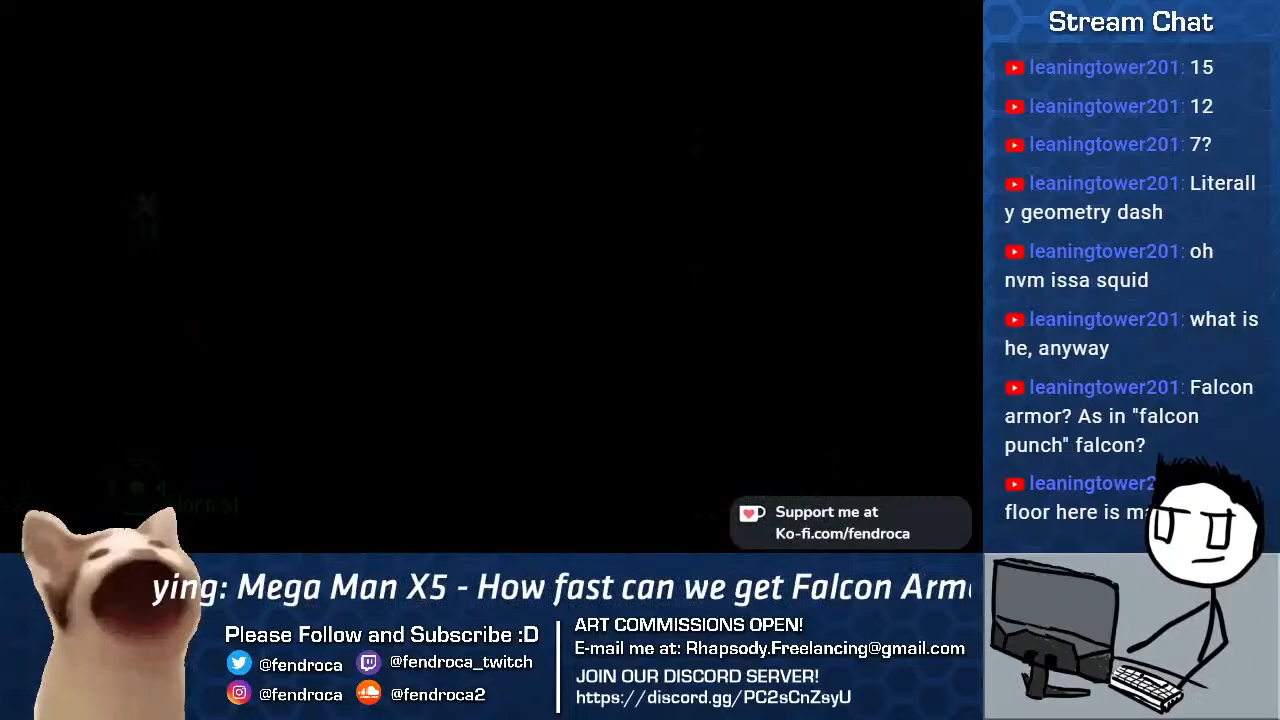 Stream Chat
leaningtower201: 15
leaningtower201: 12
leaningtower201: 7?
leaningtower201: Literall
y geometry dash
leaningtower201: oh
nvm issa squid
leaningtower201: what is
he, anyway
leaningtower201: Falcon
armor? As in "falcon
punch" falcon?
leaningtower2
floor here is ma
X
Normal
Support me at
Ko-fi.com/fendroca
ying: Mega Man X5 - How fast can we get Falcon Armo
Please Follow and Subscribe :D
@fendroca
@fendroca_twitch
@fendroca
@fendroca2
ART COMMISSIONS OPEN!
E-mail me at: Rhapsody.Freelancing@gmail.com
JOIN OUR DISCORD SERVER!
https://discord.gg/PC2sCnZsyU